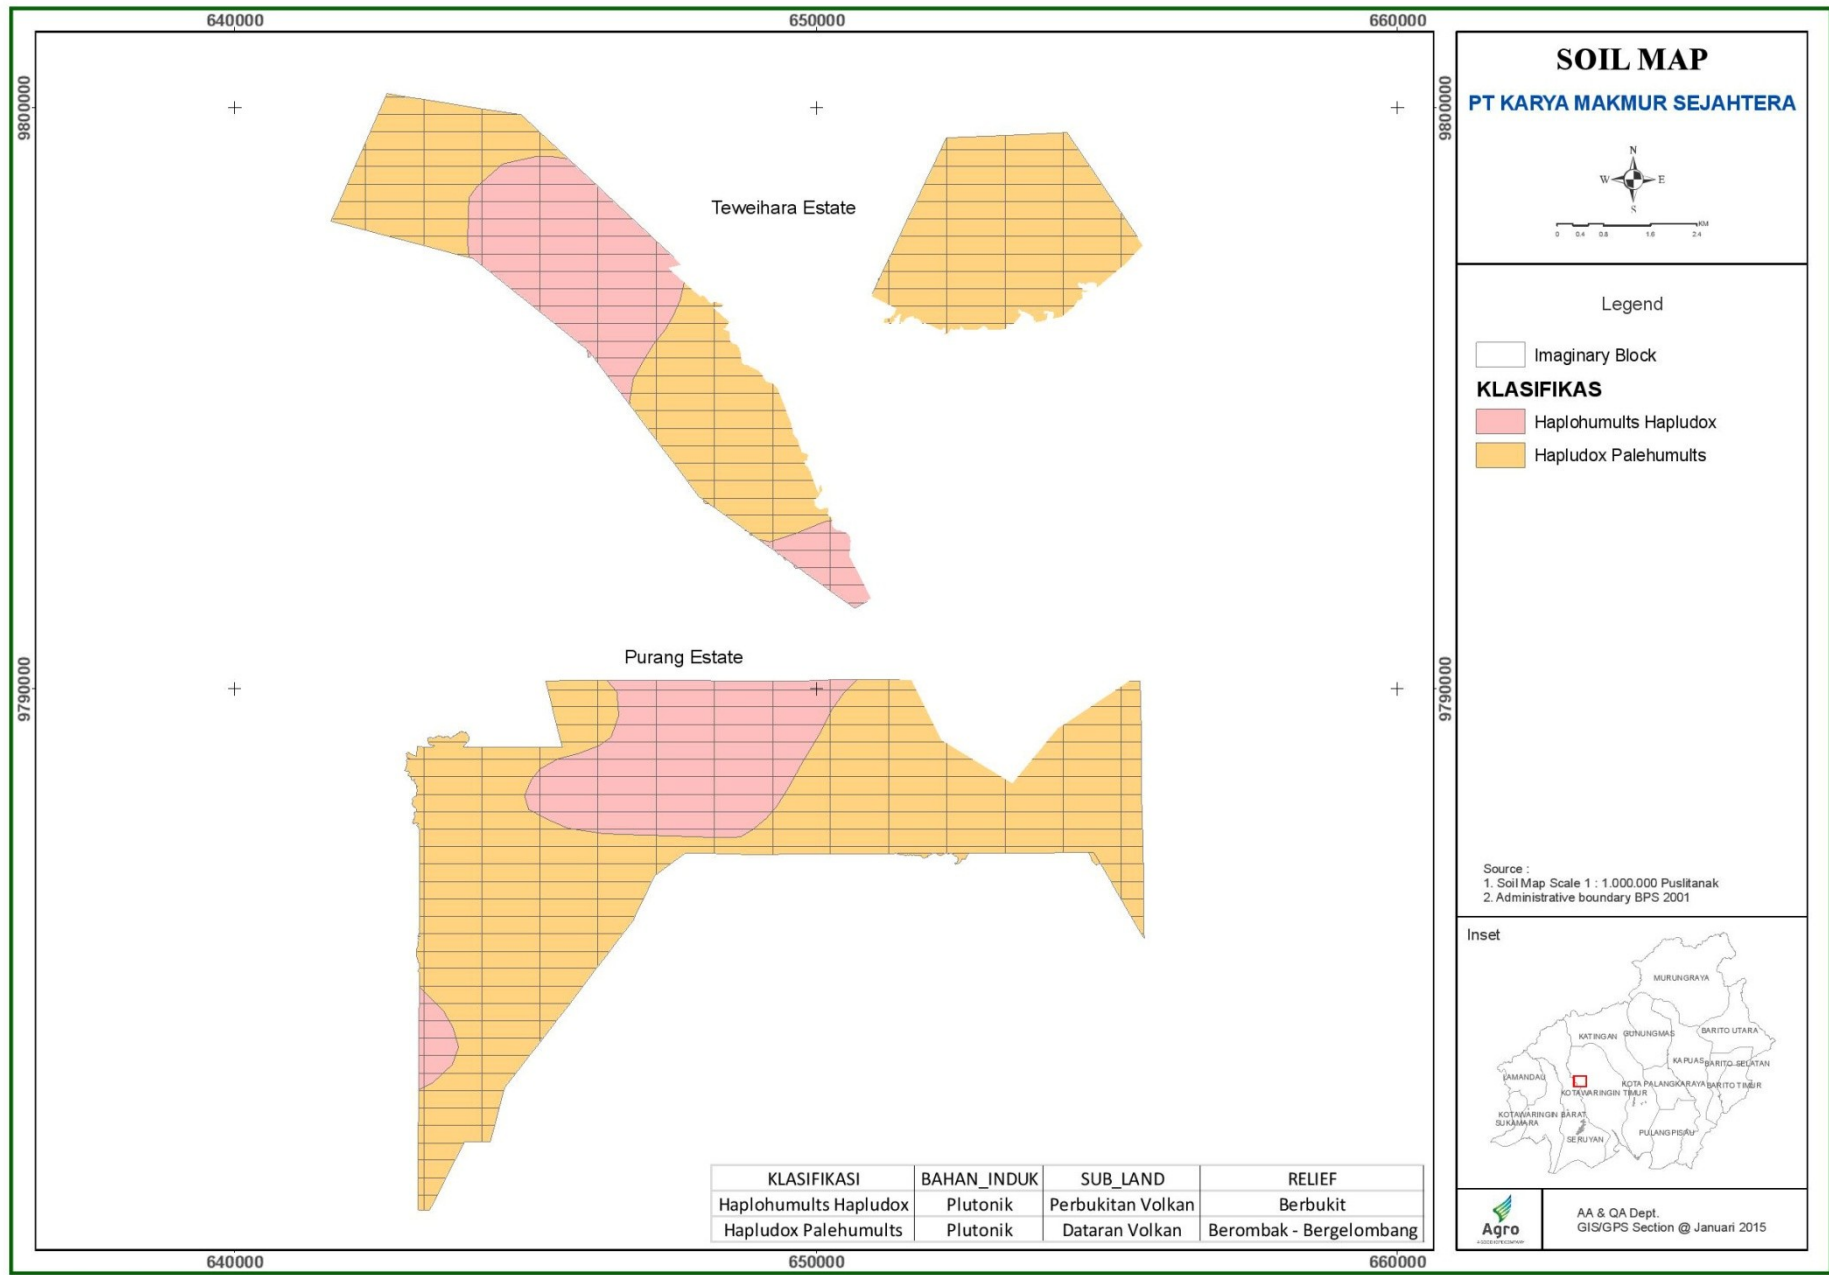 640000 650000 660000
9800000 9800000
9790000 9790000
Teweihara Estate
Purang Estate
KLASIFIKASI BAHAN_INDUK SUB_LAND RELIEF
Haplohumults Hapludox Plutonik Perbukitan Volkan Berbukit
Hapludox Palehumults Plutonik Dataran Volkan Berombak - Bergelombang
640000 650000 660000
SOIL MAP
PT KARYA MAKMUR SEJAHTERA
N
W E
S
KM
0 0.4 0.8 1.6 2.4
Legend
Imaginary Block
KLASIFIKAS
Haplohumults Hapludox
Hapludox Palehumults
Source :
1. Soil Map Scale 1 : 1.000.000 Puslitanak
2. Administrative boundary BPS 2001
Inset
MURUNGRAYA
KATINGAN GUNUNGMAS BARITO UTARA
KAPUAS BARITO SELATAN
LAMANDAU KOTA PALANGKARAYA BARITO TIMUR
KOTAWARINGIN TIMUR
KOTAWARINGIN BARAT
SUKAMARA
SERUYAN PULANGPISAU
Agro
AA & QA Dept.
GIS/GPS Section @ Januari 2015